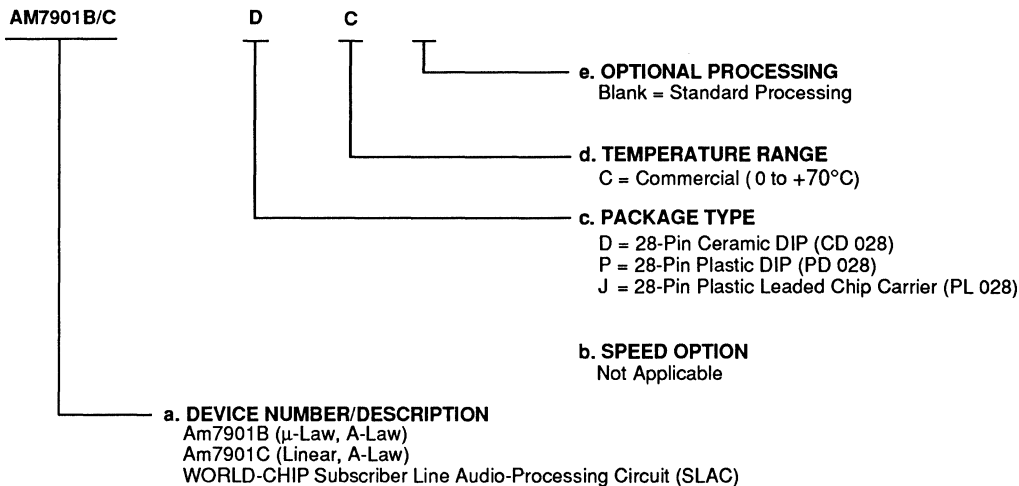 AM7901B/C D C
e. OPTIONAL PROCESSING
Blank = Standard Processing
d. TEMPERATURE RANGE
C = Commercial ( 0 to +70°C)
c. PACKAGE TYPE
D = 28-Pin Ceramic DIP (CD 028)
P = 28-Pin Plastic DIP (PD 028)
J = 28-Pin Plastic Leaded Chip Carrier (PL 028)
b. SPEED OPTION
Not Applicable
a. DEVICE NUMBER/DESCRIPTION
Am7901B (μ-Law, A-Law)
Am7901C (Linear, A-Law)
WORLD-CHIP Subscriber Line Audio-Processing Circuit (SLAC)